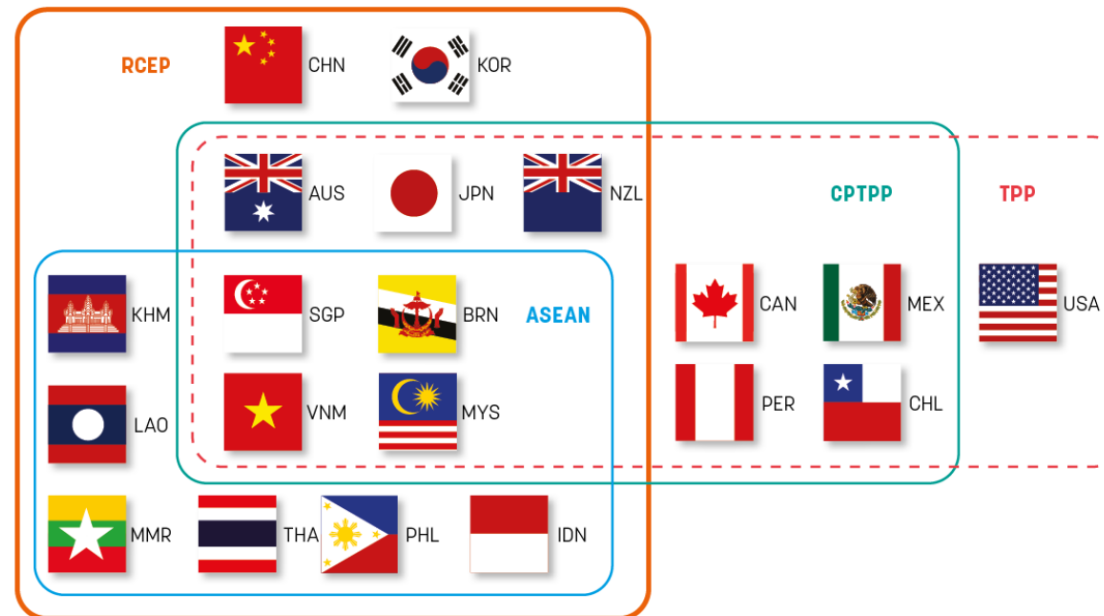 RCEP CHN KOR
AUS JPN NZL CPTPP TPP
KHM SGP BRN ASEAN CAN MEX USA
LAO VNM MYS PER CHL
MMR THA PHL IDN